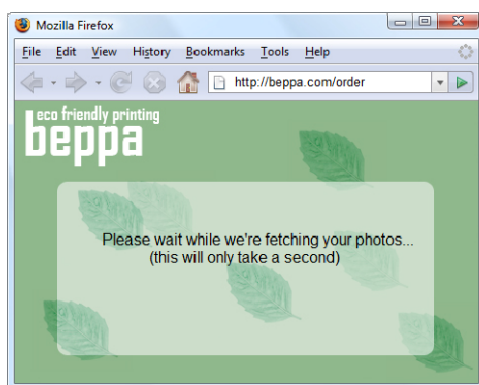 Mozilla Firefox
File Edit View History Bookmarks Tools Help
http://beppa.com/order
eco friendly printing
beppa
Please wait while we're fetching your photos...
(this will only take a second)